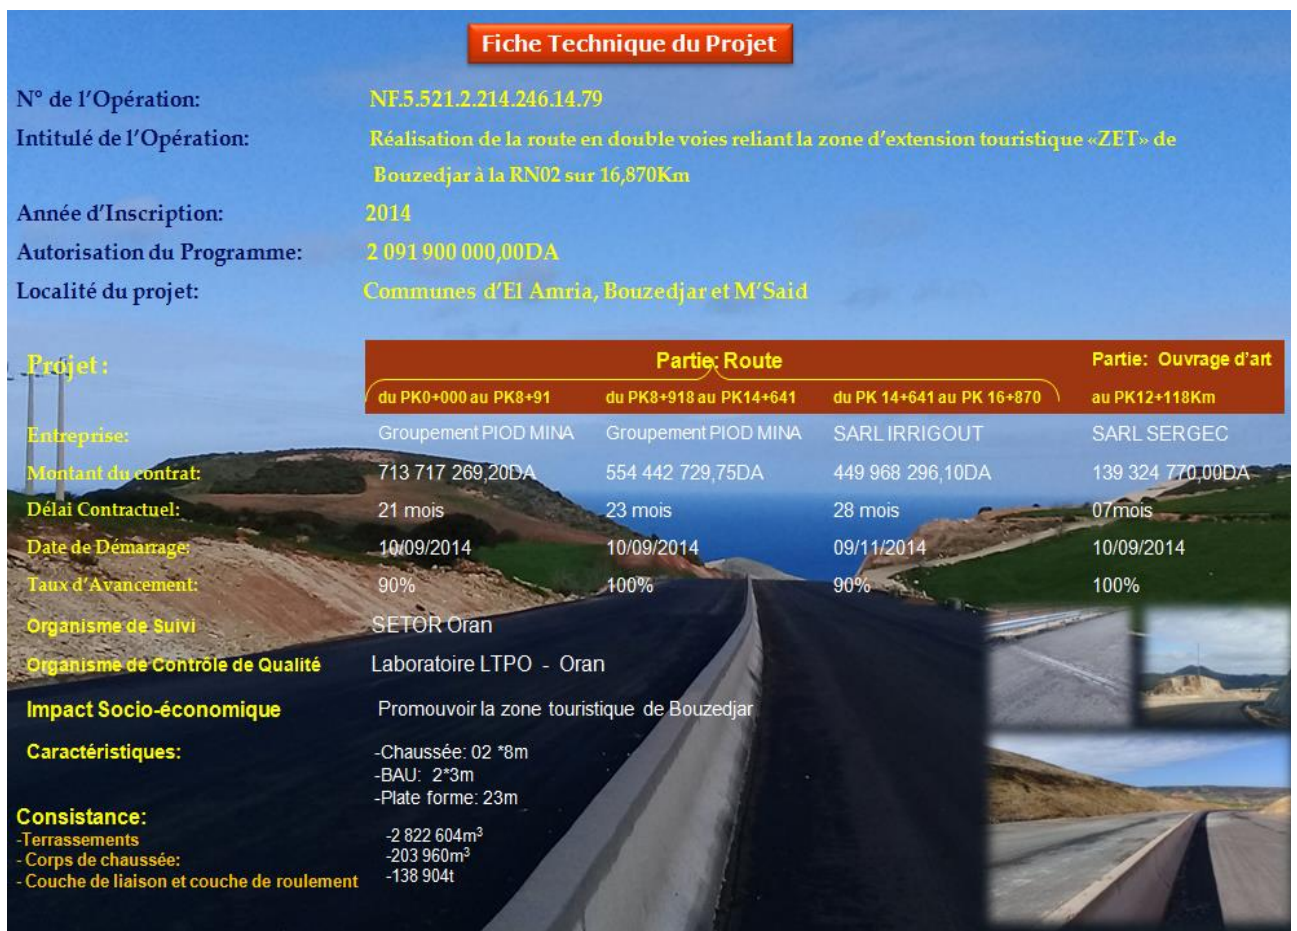 Fiche Technique du Projet
N° de l'Opération: NF.5.521.2.214.246.14.79
Intitulé de l'Opération: Réalisation de la route en double voies reliant la zone d'extension touristique «ZET» de
Bouzedjar à la RN02 sur 16,870Km
Année d'Inscription: 2014
Autorisation du Programme: 2 091 900 000,00DA
Localité du projet: Communes d'El Amria, Bouzedjar et M'Said
Projet : Partie: Route Partie: Ouvrage d'art
du PK0+000 au PK8+91 du PK8+918 au PK14+641 du PK 14+641 au PK 16+870 au PK12+118Km
Entreprise: Groupement PIOD MINA Groupement PIOD MINA SARL IRRIGOUT SARL SERGEC
Montant du contrat: 713 717 269,20DA 554 442 729,75DA 449 968 296,10DA 139 324 770,00DA
Délai Contractuel: 21 mois 23 mois 28 mois 07mois
Date de Démarrage: 10/09/2014 10/09/2014 09/11/2014 10/09/2014
Taux d'Avancement: 90% 100% 90% 100%
Organisme de Suivi SETOR Oran
Organisme de Contrôle de Qualité Laboratoire LTPO - Oran
Impact Socio-économique Promouvoir la zone touristique de Bouzedjar
Caractéristiques: -Chaussée: 02 *8m
-BAU: 2*3m
-Plate forme: 23m
Consistance:
-Terrassements -2 822 604m³
- Corps de chaussée: -203 960m³
- Couche de liaison et couche de roulement -138 904t